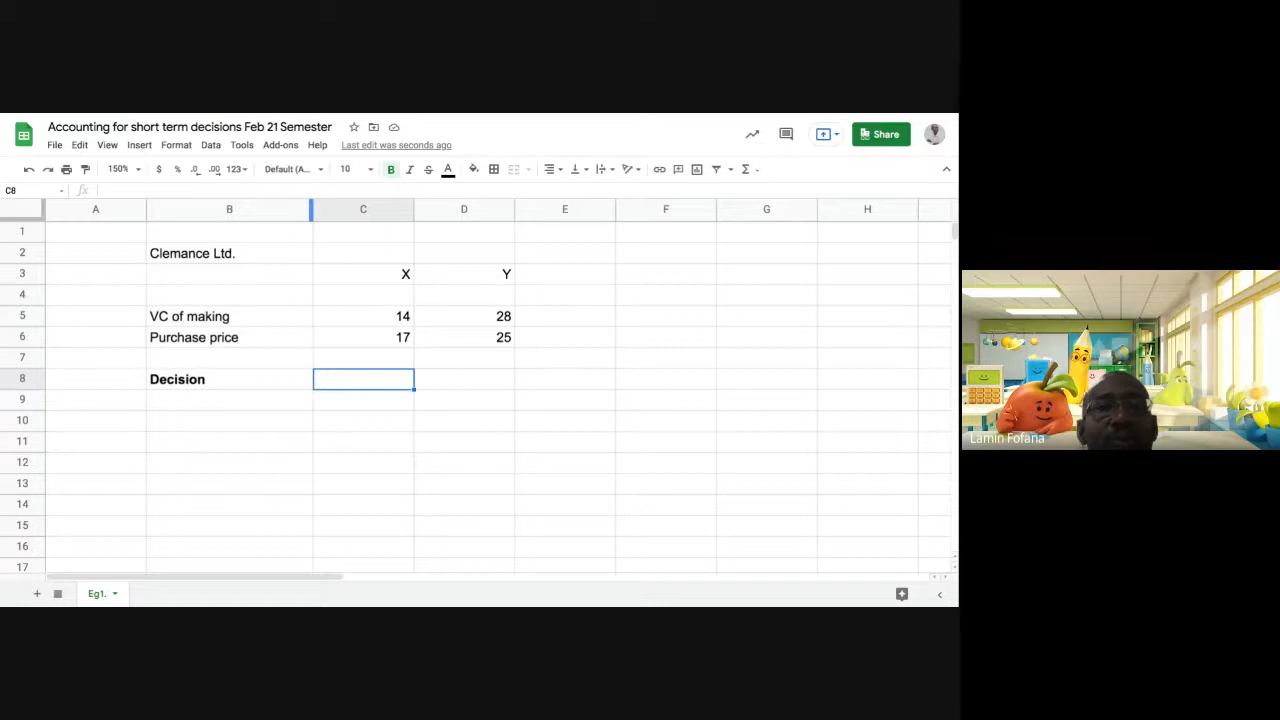 Accounting for short term decisions Feb 21 Semester
File Edit View Insert Format Data Tools Add-ons Help Last edit was seconds ago
Share
150% $ % .0 .00 123 Default (A... 10 B I S A Σ
C8 fx
A B C D E F G H
1
2 Clemance Ltd.
3 X Y
4
5 VC of making 14 28
6 Purchase price 17 25
7
8 Decision
9
10
11
12
13
14
15
16
17
+ Eg1.
Lamin Fofana